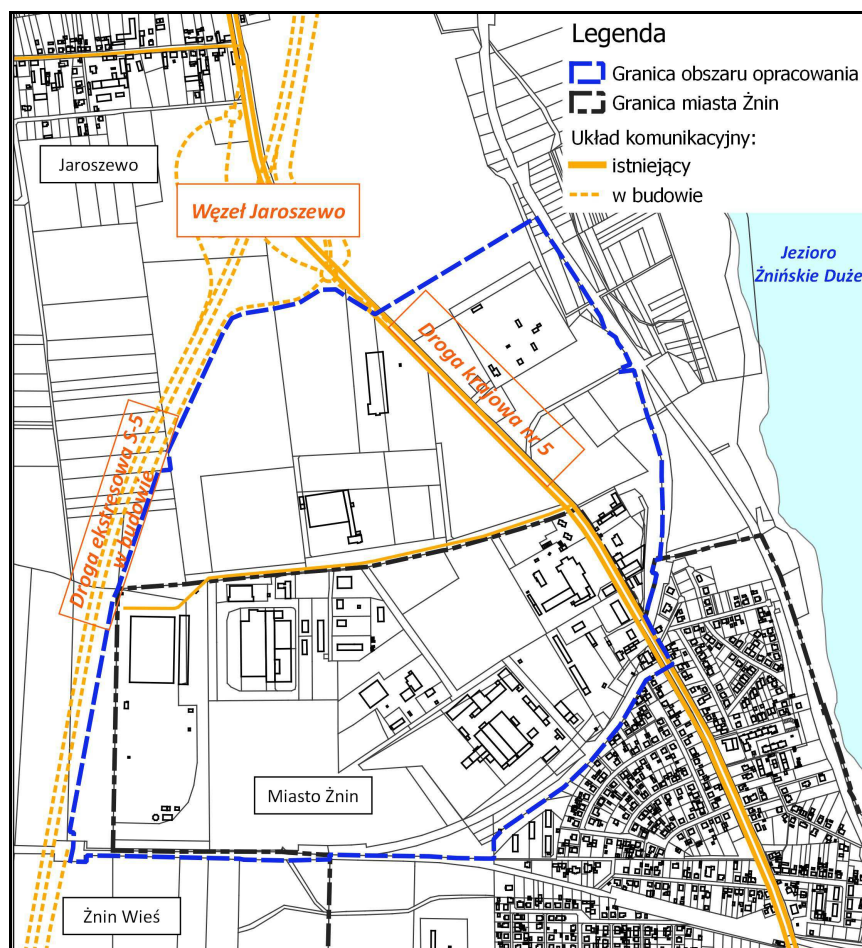 Legenda
Granica obszaru opracowania
Granica miasta Żnin
Układ komunikacyjny:
istniejący
w budowie
Jaroszewo
Węzeł Jaroszewo
Jezioro
Żnińskie Duże
Droga krajowa nr 5
Droga ekstresowa S-5
w budowie
Miasto Żnin
Żnin Wieś